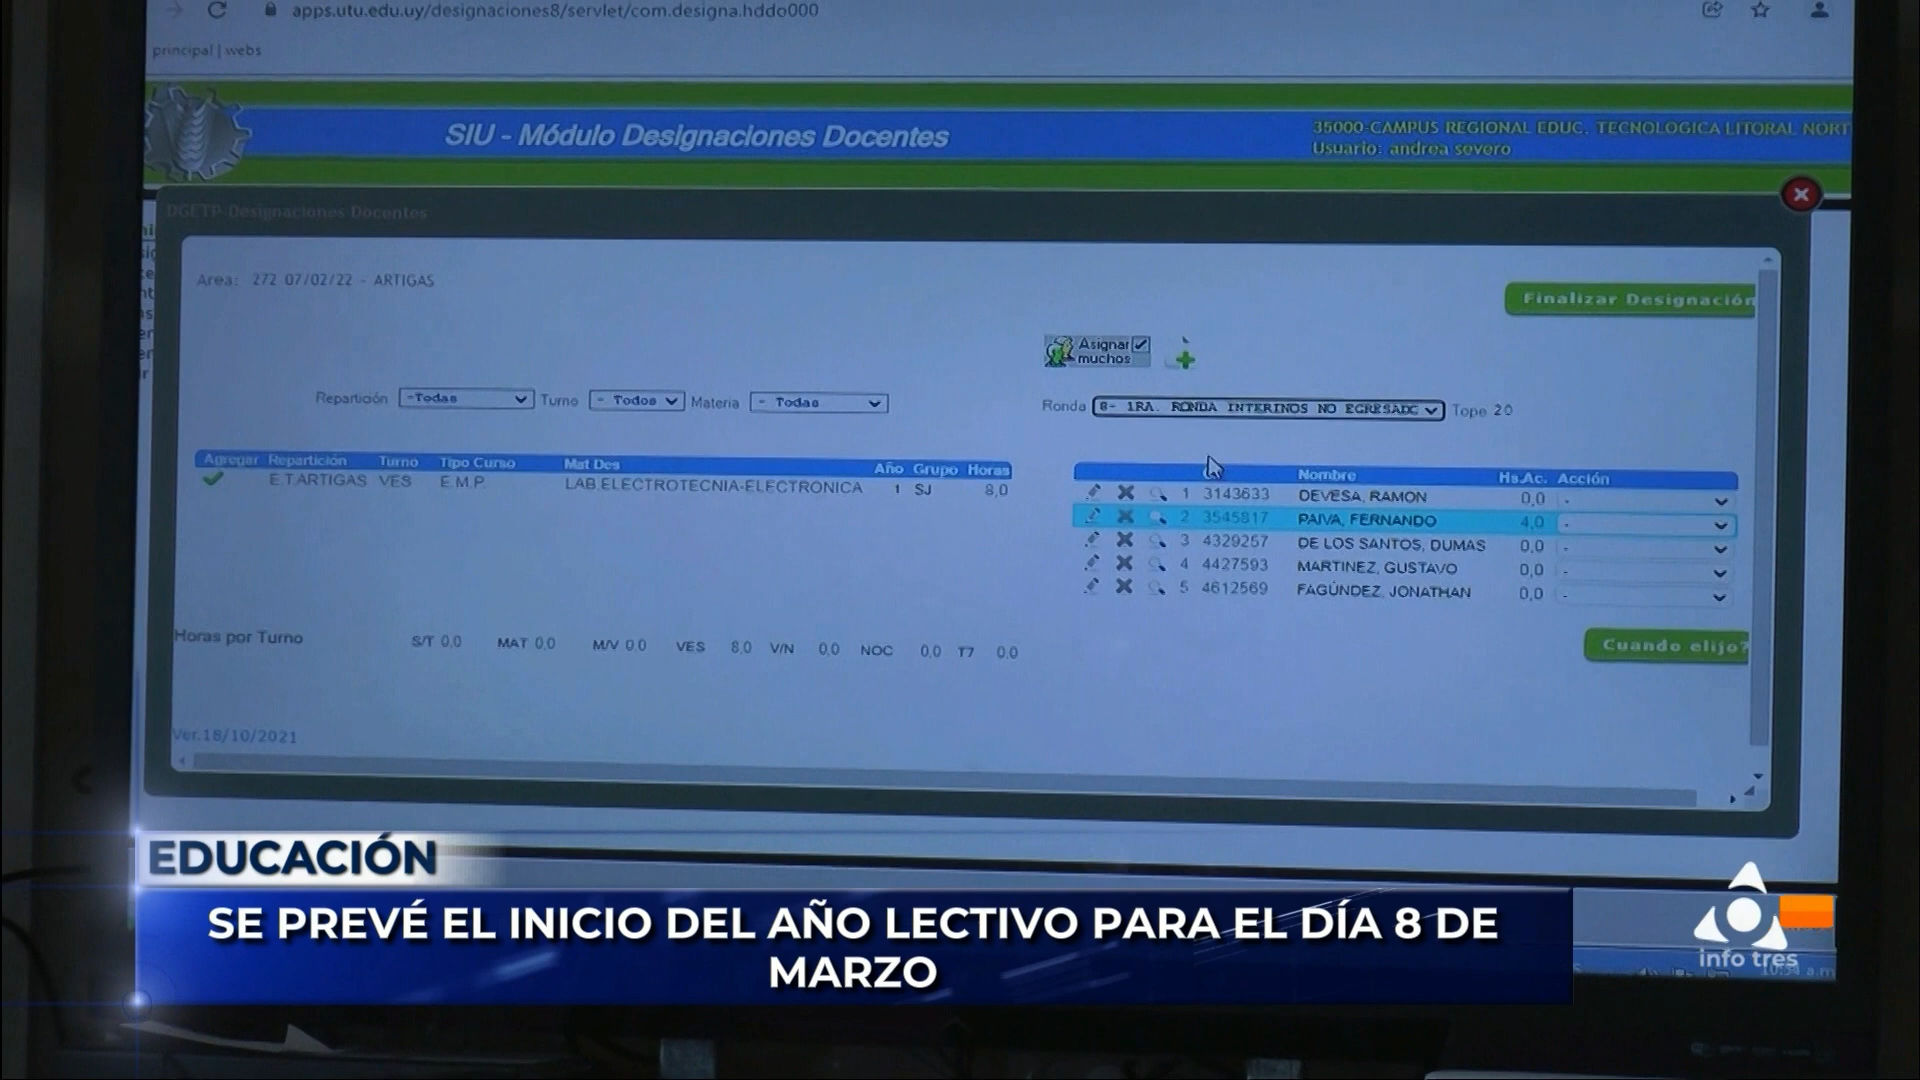 apps.utu.edu.uy/designaciones8/servlet/com.designa.hddo000
principal | webs
SIU - Módulo Designaciones Docentes
35000-CAMPUS REGIONAL EDUC. TECNOLOGICA LITORAL NORT
Usuario: andrea severo
DGETP-Designaciones Docentes
Area: 272 07/02/22 - ARTIGAS
Finalizar Designación
Asignar muchos
Repartición -Todas Turno - Todos Materia - Todas
Ronda 8- 1RA. RONDA INTERINOS NO EGRESADO Tope 20
Agregar Repartición Turno Tipo Curso Mat Des Año Grupo Horas
E.T.ARTIGAS VES E.M.P. LAB.ELECTROTECNIA-ELECTRONICA 1 SJ 8,0
Nombre Hs.Ac. Acción
1 3143633 DEVESA, RAMON 0,0 -
2 3545817 PAIVA, FERNANDO 4,0 -
3 4329257 DE LOS SANTOS, DUMAS 0,0 -
4 4427593 MARTINEZ, GUSTAVO 0,0 -
5 4612569 FAGÚNDEZ, JONATHAN 0,0 -
Horas por Turno S/T 0,0 MAT 0,0 M/V 0,0 VES 8,0 V/N 0,0 NOC 0,0 T7 0,0
Cuando elijo?
Ver.18/10/2021
EDUCACIÓN
SE PREVÉ EL INICIO DEL AÑO LECTIVO PARA EL DÍA 8 DE
MARZO
info tres